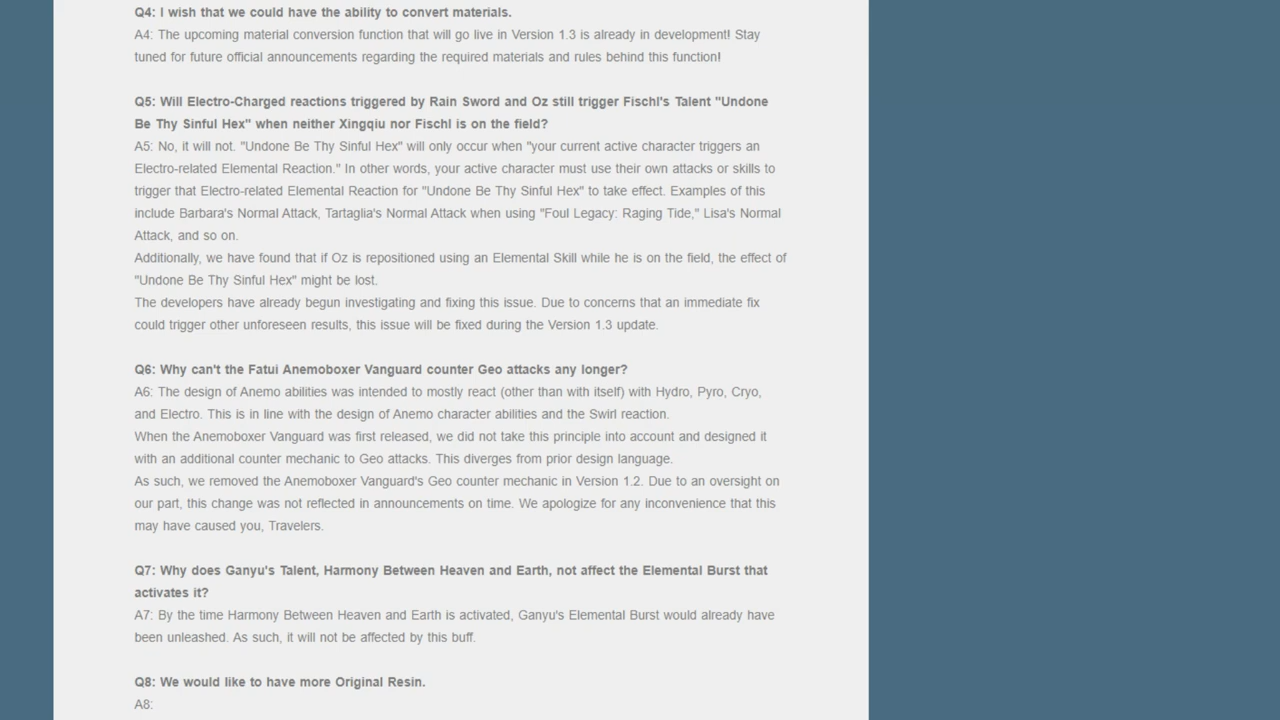 Q4: I wish that we could have the ability to convert materials.
A4: The upcoming material conversion function that will go live in Version 1.3 is already in development! Stay
tuned for future official announcements regarding the required materials and rules behind this function!
Q5: Will Electro-Charged reactions triggered by Rain Sword and Oz still trigger Fischl's Talent "Undone
Be Thy Sinful Hex" when neither Xingqiu nor Fischl is on the field?
A5: No, it will not. "Undone Be Thy Sinful Hex" will only occur when "your current active character triggers an
Electro-related Elemental Reaction." In other words, your active character must use their own attacks or skills to
trigger that Electro-related Elemental Reaction for "Undone Be Thy Sinful Hex" to take effect. Examples of this
include Barbara's Normal Attack, Tartaglia's Normal Attack when using "Foul Legacy: Raging Tide," Lisa's Normal
Attack, and so on.
Additionally, we have found that if Oz is repositioned using an Elemental Skill while he is on the field, the effect of
"Undone Be Thy Sinful Hex" might be lost.
The developers have already begun investigating and fixing this issue. Due to concerns that an immediate fix
could trigger other unforeseen results, this issue will be fixed during the Version 1.3 update.
Q6: Why can't the Fatui Anemoboxer Vanguard counter Geo attacks any longer?
A6: The design of Anemo abilities was intended to mostly react (other than with itself) with Hydro, Pyro, Cryo,
and Electro. This is in line with the design of Anemo character abilities and the Swirl reaction.
When the Anemoboxer Vanguard was first released, we did not take this principle into account and designed it
with an additional counter mechanic to Geo attacks. This diverges from prior design language.
As such, we removed the Anemoboxer Vanguard's Geo counter mechanic in Version 1.2. Due to an oversight on
our part, this change was not reflected in announcements on time. We apologize for any inconvenience that this
may have caused you, Travelers.
Q7: Why does Ganyu's Talent, Harmony Between Heaven and Earth, not affect the Elemental Burst that
activates it?
A7: By the time Harmony Between Heaven and Earth is activated, Ganyu's Elemental Burst would already have
been unleashed. As such, it will not be affected by this buff.
Q8: We would like to have more Original Resin.
A8: